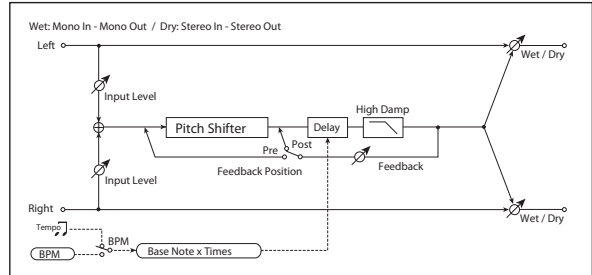 Wet: Mono In - Mono Out / Dry: Stereo In - Stereo Out
Left
Wet / Dry
Input Level
High Damp
Pitch Shifter
Delay
Post
Pre
Feedback
Feedback Position
Input Level
Right
Wet / Dry
Tempo
BPM
BPM
Base Note x Times